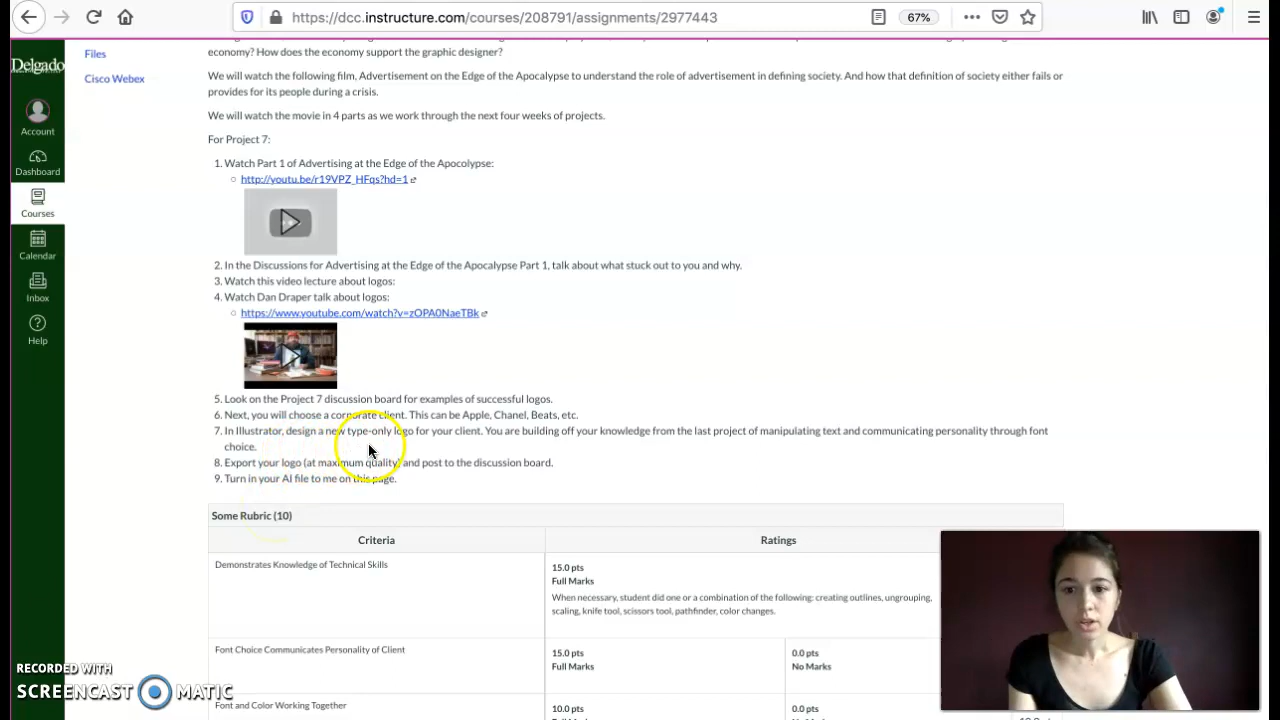 https://dcc.instructure.com/courses/208791/assignments/2977443
67%
Files
Delgado
Cisco Webex
economy? How does the economy support the graphic designer?
We will watch the following film, Advertisement on the Edge of the Apocalypse to understand the role of advertisement in defining society. And how that definition of society either fails or
provides for its people during a crisis.
We will watch the movie in 4 parts as we work through the next four weeks of projects.
For Project 7:
1. Watch Part 1 of Advertising at the Edge of the Apocolypse:
http://youtu.be/r19VPZ_HFqs?hd=1
2. In the Discussions for Advertising at the Edge of the Apocalypse Part 1, talk about what stuck out to you and why.
3. Watch this video lecture about logos:
4. Watch Dan Draper talk about logos:
https://www.youtube.com/watch?v=zOPA0NaeTBk
5. Look on the Project 7 discussion board for examples of successful logos.
6. Next, you will choose a corporate client. This can be Apple, Chanel, Beats, etc.
7. In Illustrator, design a new type-only logo for your client. You are building off your knowledge from the last project of manipulating text and communicating personality through font
choice.
8. Export your logo (at maximum quality) and post to the discussion board.
9. Turn in your AI file to me on this page.
Account
Dashboard
Courses
Calendar
Inbox
Help
Some Rubric (10)
Criteria
Ratings
Demonstrates Knowledge of Technical Skills
15.0 pts
Full Marks
When necessary, student did one or a combination of the following: creating outlines, ungrouping,
scaling, knife tool, scissors tool, pathfinder, color changes.
Font Choice Communicates Personality of Client
15.0 pts
Full Marks
0.0 pts
No Marks
Font and Color Working Together
10.0 pts
0.0 pts
RECORDED WITH
SCREENCAST MATIC